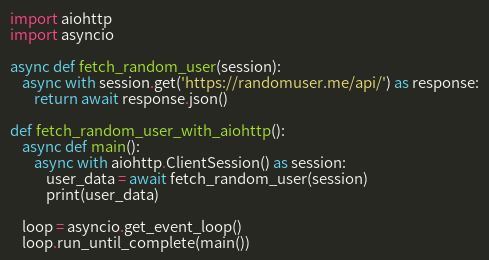 import aiohttp
import asyncio

async def fetch_random_user(session):
    async with session.get('https://randomuser.me/api/') as response:
        return await response.json()

def fetch_random_user_with_aiohttp():
    async def main():
        async with aiohttp.ClientSession() as session:
            user_data = await fetch_random_user(session)
            print(user_data)

    loop = asyncio.get_event_loop()
    loop.run_until_complete(main())